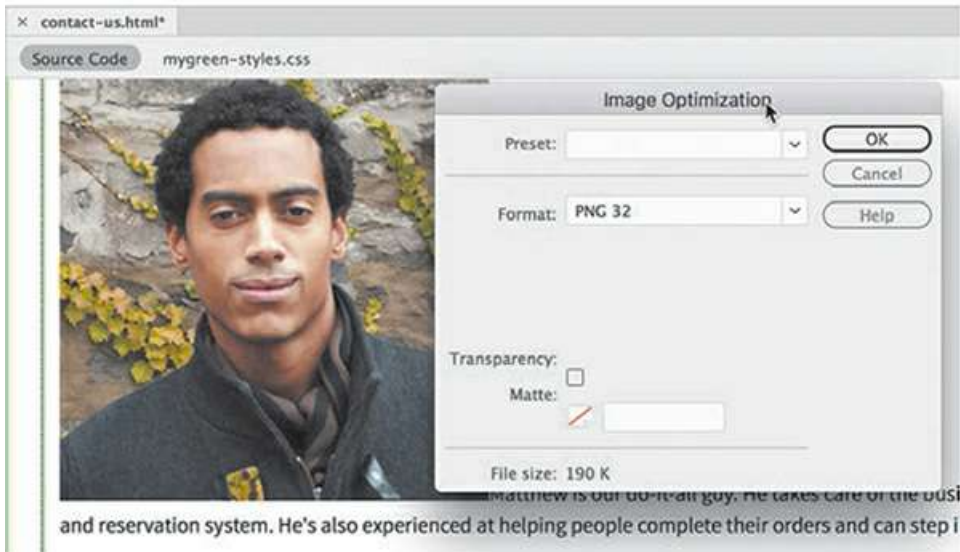 × contact-us.html*
Source Code mygreen-styles.css
Image Optimization
Preset:
OK
Cancel
Format: PNG 32
Help
Transparency:
Matte:
File size: 190 K
Matthew is our do-it-all guy. He takes care of the busi
and reservation system. He's also experienced at helping people complete their orders and can step i